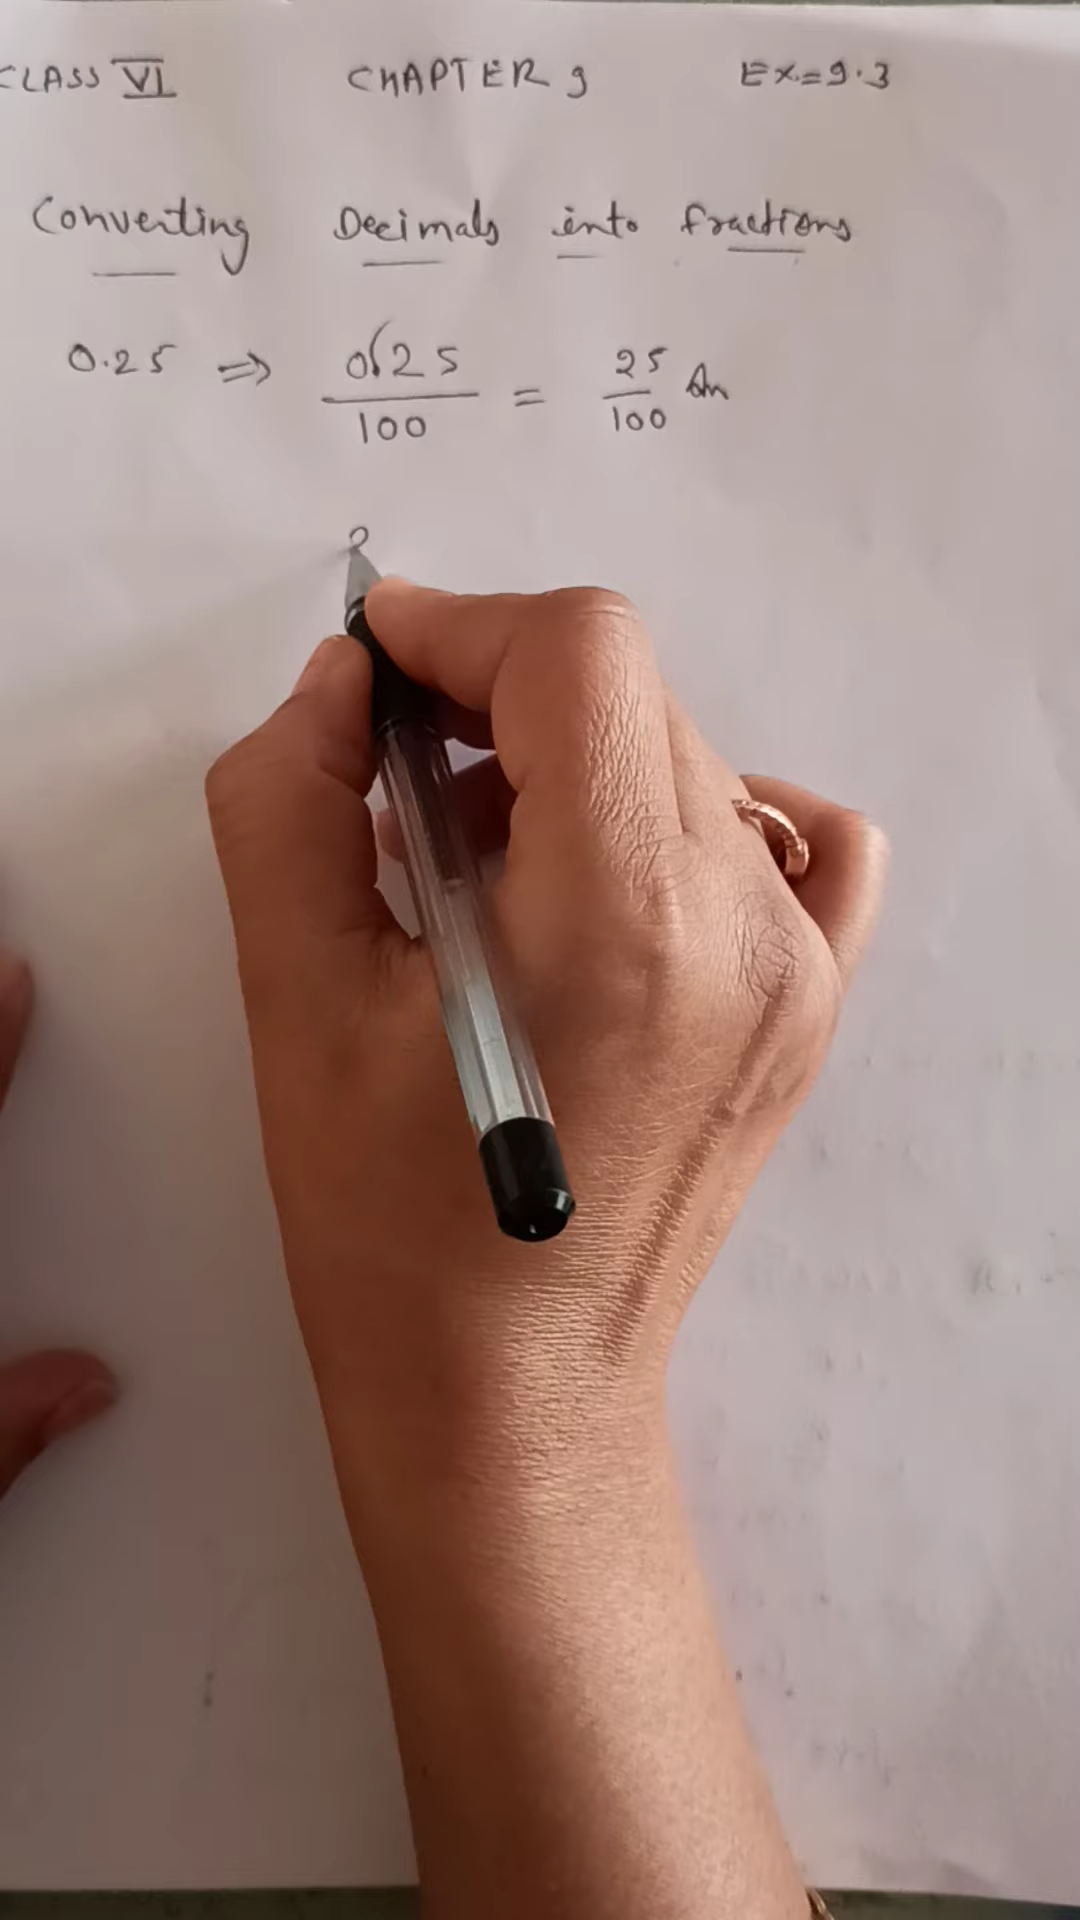 CLASS VI CHAPTER 9 EX.=9.3
Converting Decimals into fractions
0.25 ⇒ 0(25/100 = 25/100 An